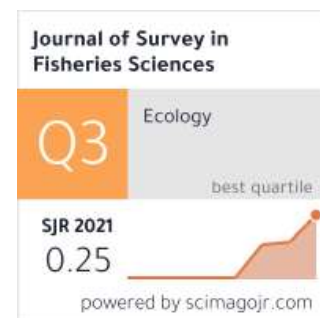 Journal of Survey in
Fisheries Sciences
Q3
Ecology
best quartile
SJR 2021
0.25
powered by scimagojr.com